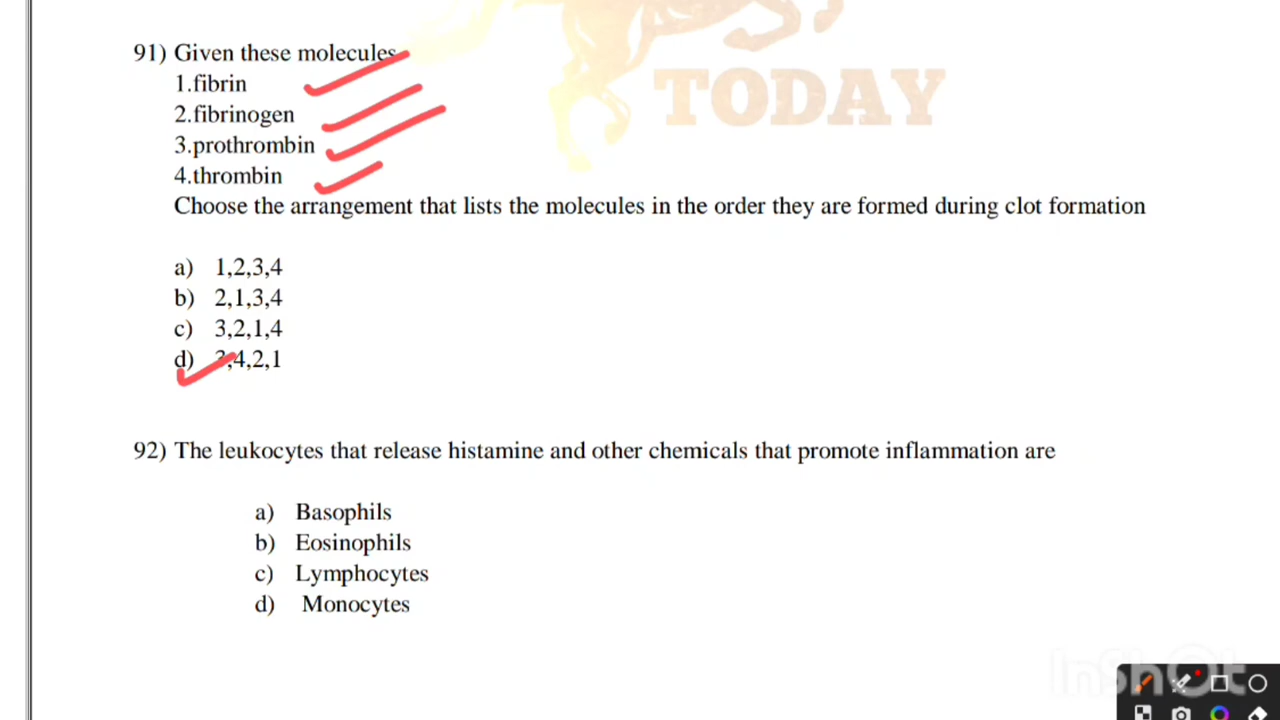 TODAY
91) Given these molecules
1.fibrin
2.fibrinogen
3.prothrombin
4.thrombin
Choose the arrangement that lists the molecules in the order they are formed during clot formation
a) 1,2,3,4
b) 2,1,3,4
c) 3,2,1,4
d) 3,4,2,1
92) The leukocytes that release histamine and other chemicals that promote inflammation are
a) Basophils
b) Eosinophils
c) Lymphocytes
d) Monocytes
InShOt